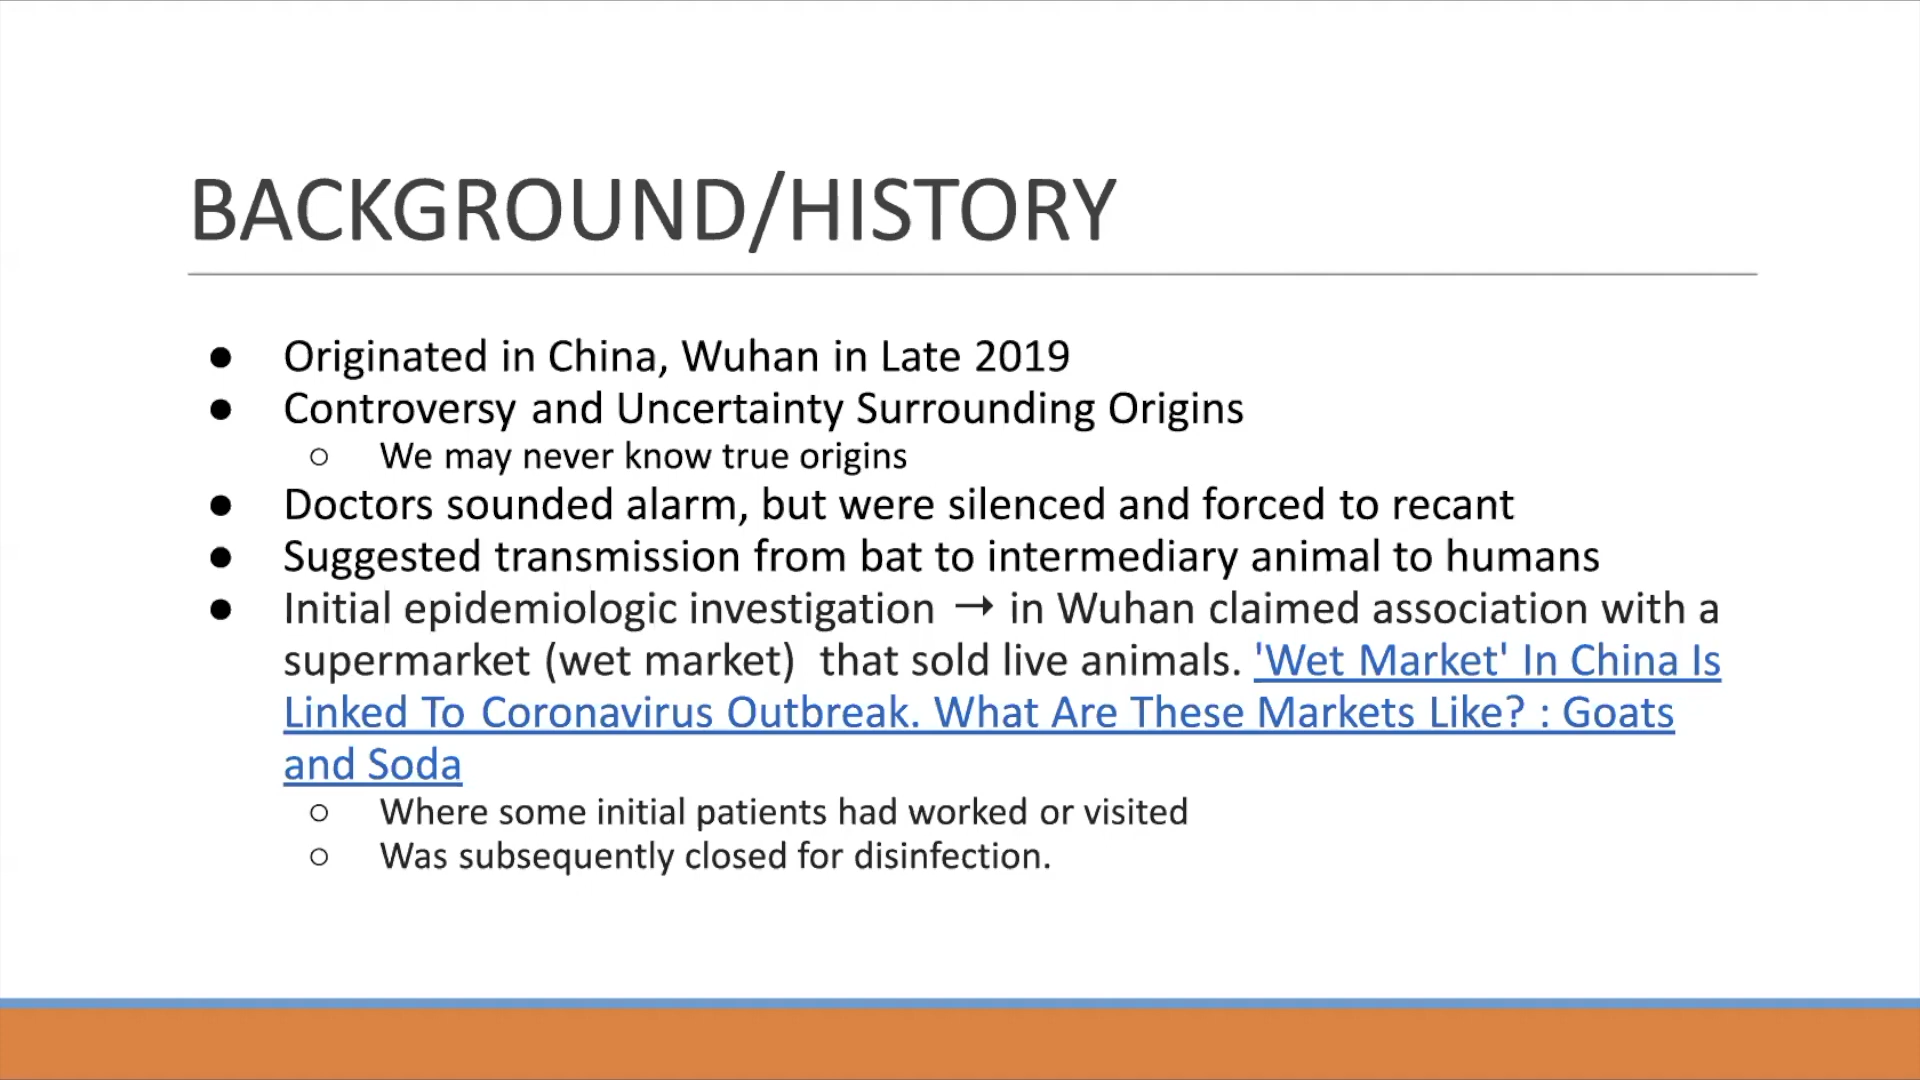 BACKGROUND/HISTORY
● Originated in China, Wuhan in Late 2019
● Controversy and Uncertainty Surrounding Origins
○ We may never know true origins
● Doctors sounded alarm, but were silenced and forced to recant
● Suggested transmission from bat to intermediary animal to humans
● Initial epidemiologic investigation → in Wuhan claimed association with a
supermarket (wet market)  that sold live animals. 'Wet Market' In China Is
Linked To Coronavirus Outbreak. What Are These Markets Like? : Goats
and Soda
○ Where some initial patients had worked or visited
○ Was subsequently closed for disinfection.